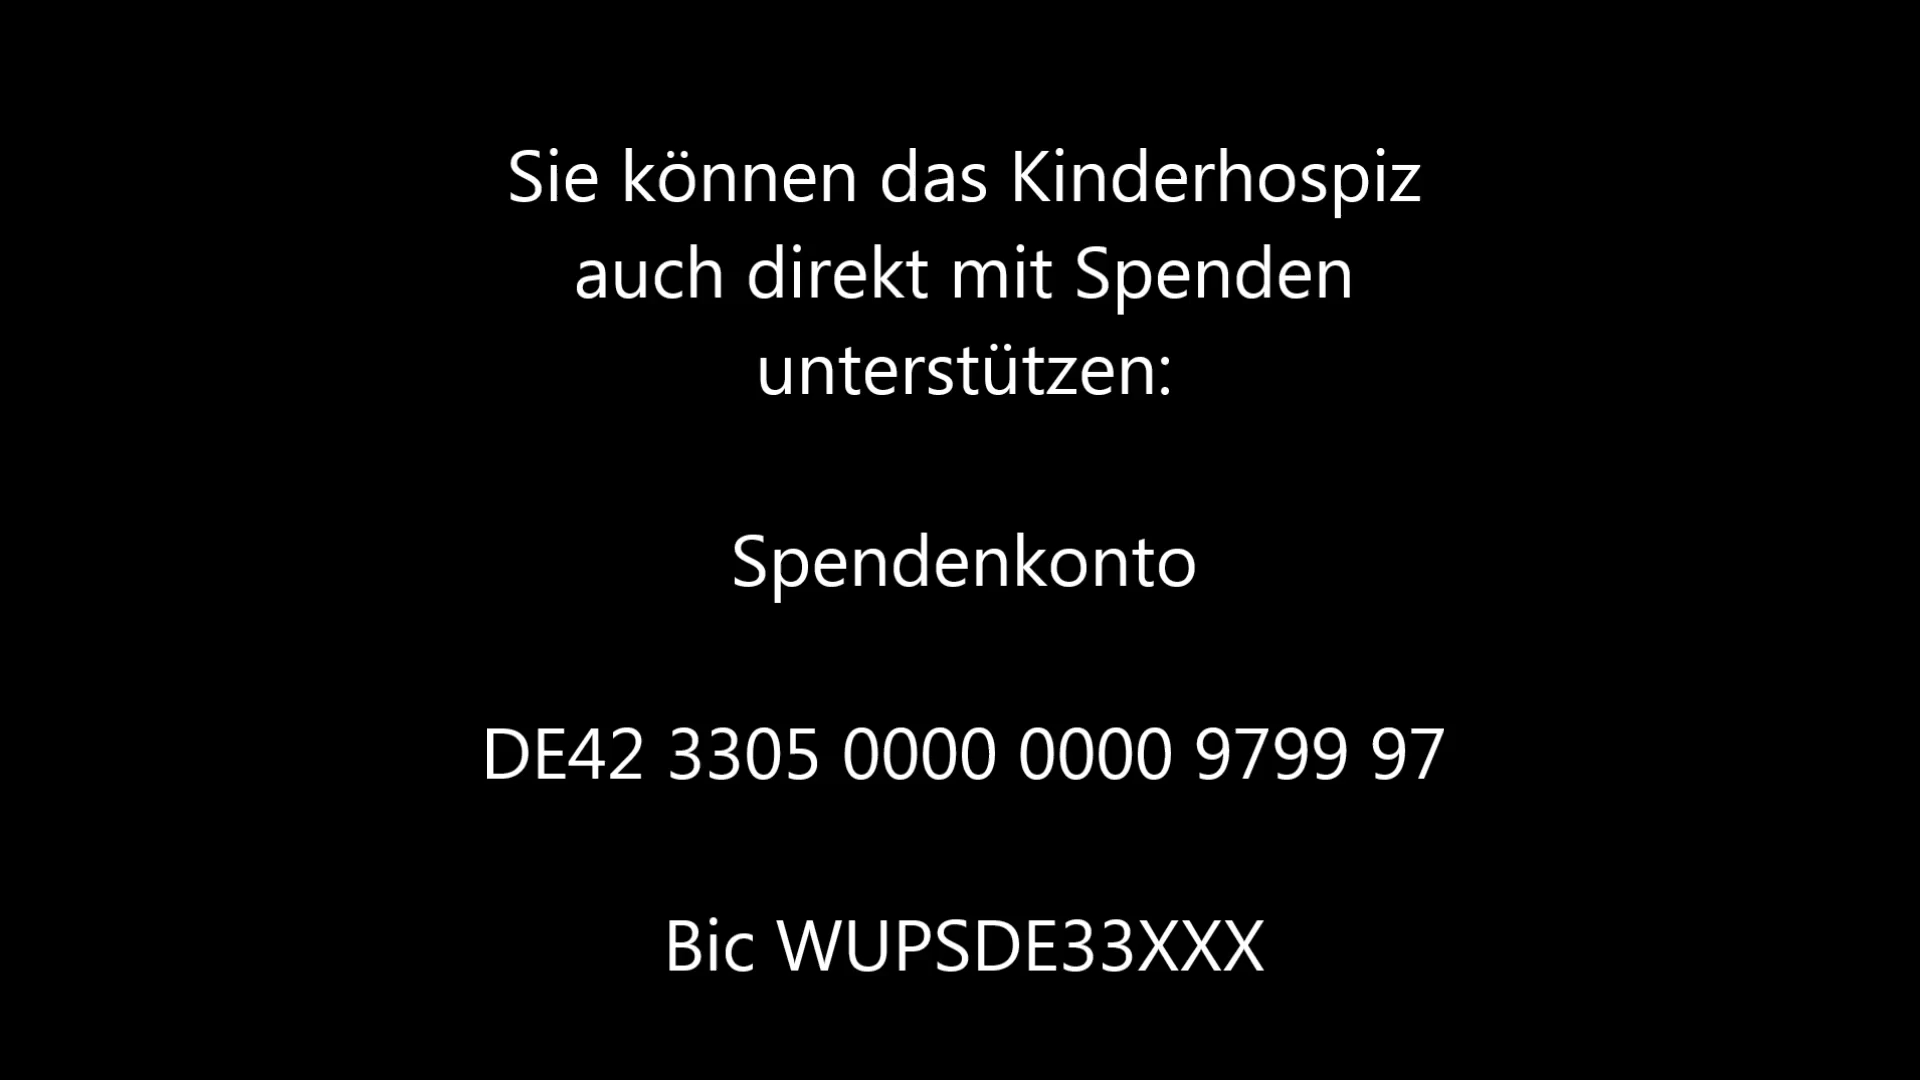 Sie können das Kinderhospiz
auch direkt mit Spenden
unterstützen:
Spendenkonto
DE42 3305 0000 0000 9799 97
Bic WUPSDE33XXX